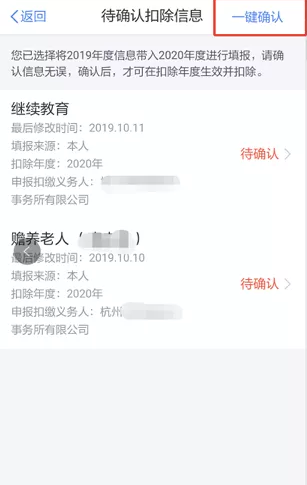 返回
待确认扣除信息
一键确认
您已选择将2019年度信息带入2020年度进行填报，请确
认信息无误，确认后，才可在扣除年度生效并扣除。
继续教育
最后修改时间：2019.10.11
填报来源：本人
待确认
扣除年度：2020年
申报扣缴义务人：
事务所有限公司
赡养老人（
）
最后修改时间：2019.10.10
填报来源：本人
待确认
扣除年度：2020年
申报扣缴义务人：杭州
事务所有限公司